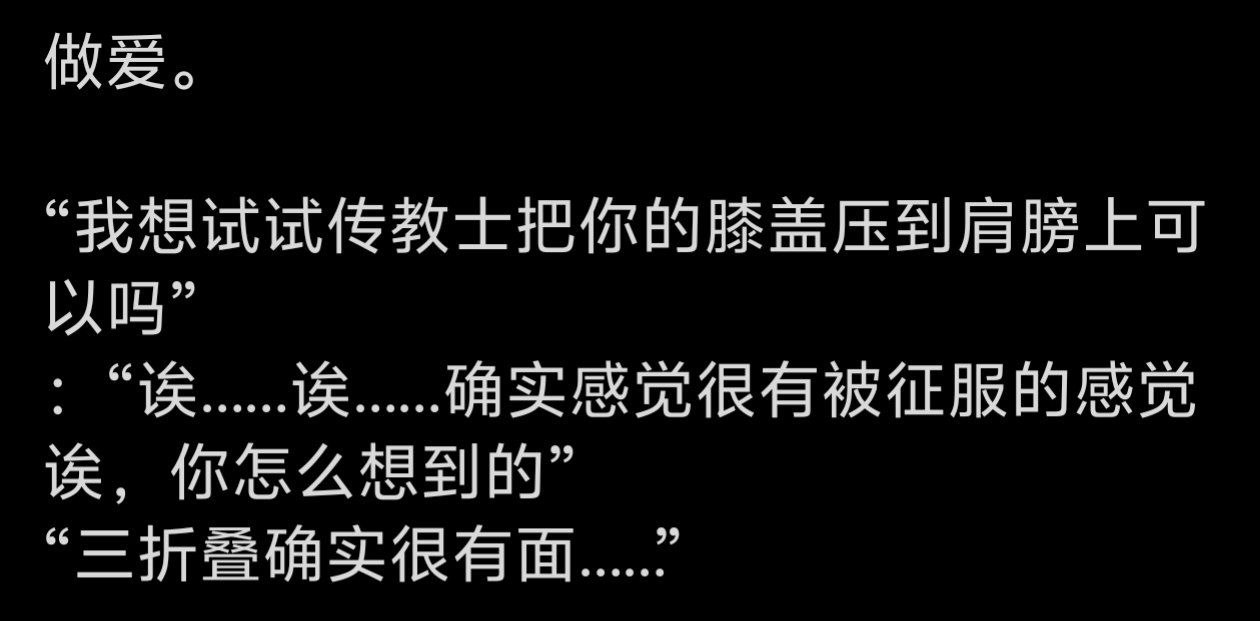 做爱。
“我想试试传教士把你的膝盖压到肩膀上可
以吗”
：“诶……诶……确实感觉很有被征服的感觉
诶，你怎么想到的”
“三折叠确实很有面……”